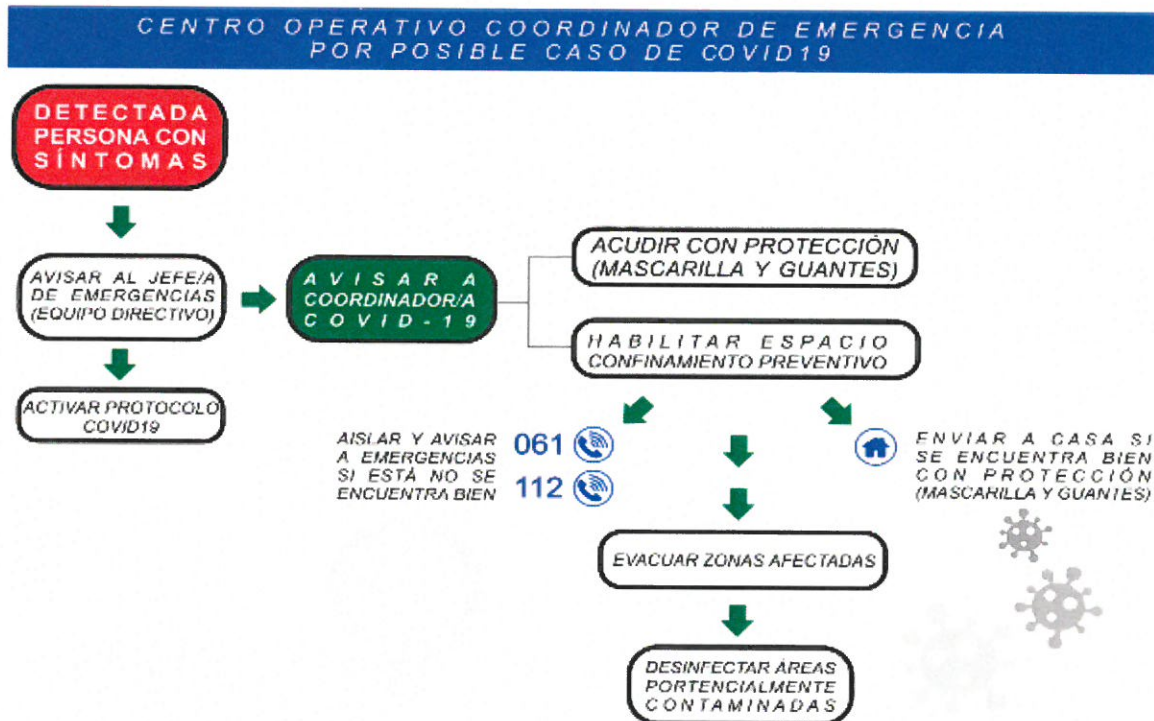 CENTRO OPERATIVO COORDINADOR DE EMERGENCIA
POR POSIBLE CASO DE COVID19
DETECTADA
PERSONA CON
SÍNTOMAS
AVISAR AL JEFE/A
DE EMERGENCIAS
(EQUIPO DIRECTIVO)
ACTIVAR PROTOCOLO
COVID19
AVISAR A
COORDINADOR/A
COVID-19
ACUDIR CON PROTECCIÓN
(MASCARILLA Y GUANTES)
HABILITAR ESPACIO
CONFINAMIENTO PREVENTIVO
AISLAR Y AVISAR
A EMERGENCIAS
SI ESTÁ NO SE
ENCUENTRA BIEN
061
112
ENVIAR A CASA SI
SE ENCUENTRA BIEN
CON PROTECCIÓN
(MASCARILLA Y GUANTES)
EVACUAR ZONAS AFECTADAS
DESINFECTAR ÁREAS
PORTENCIALMENTE
CONTAMINADAS